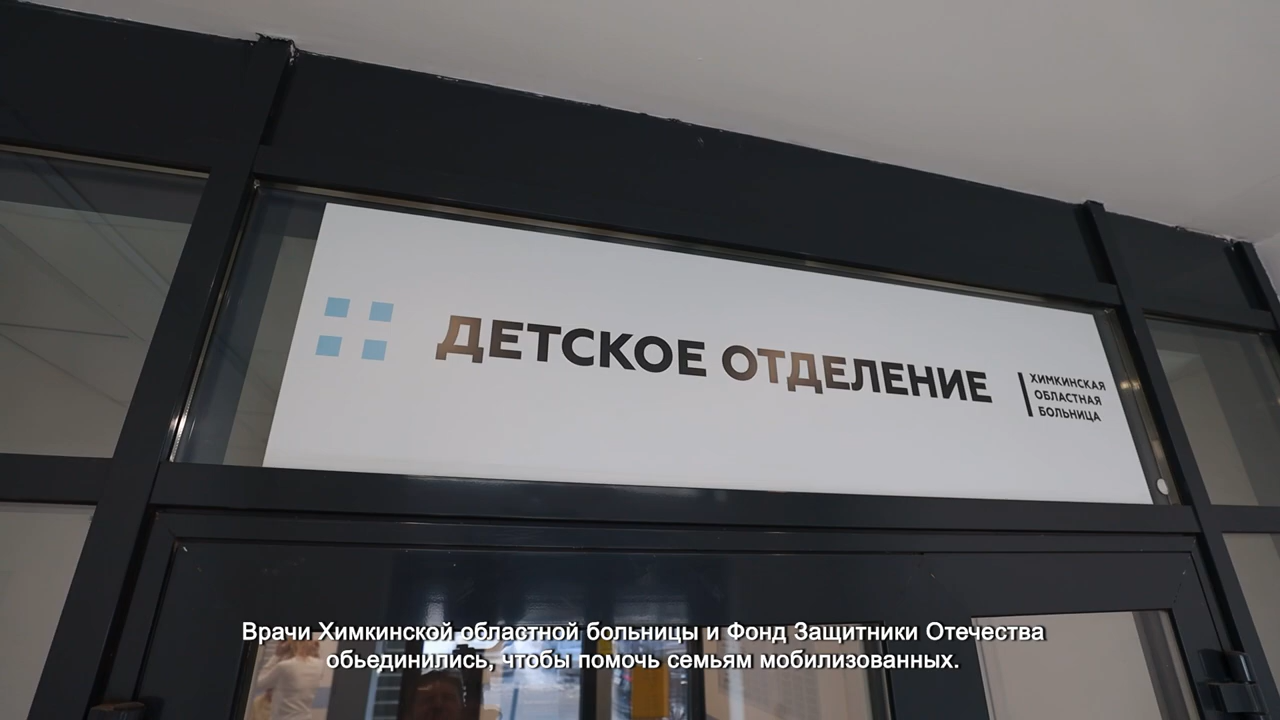 ДЕТСКОЕ ОТДЕЛЕНИЕ
ХИМКИНСКАЯ
ОБЛАСТНАЯ
БОЛЬНИЦА
Врачи Химкинской областной больницы и Фонд Защитники Отечества
обьединились, чтобы помочь семьям мобилизованных.